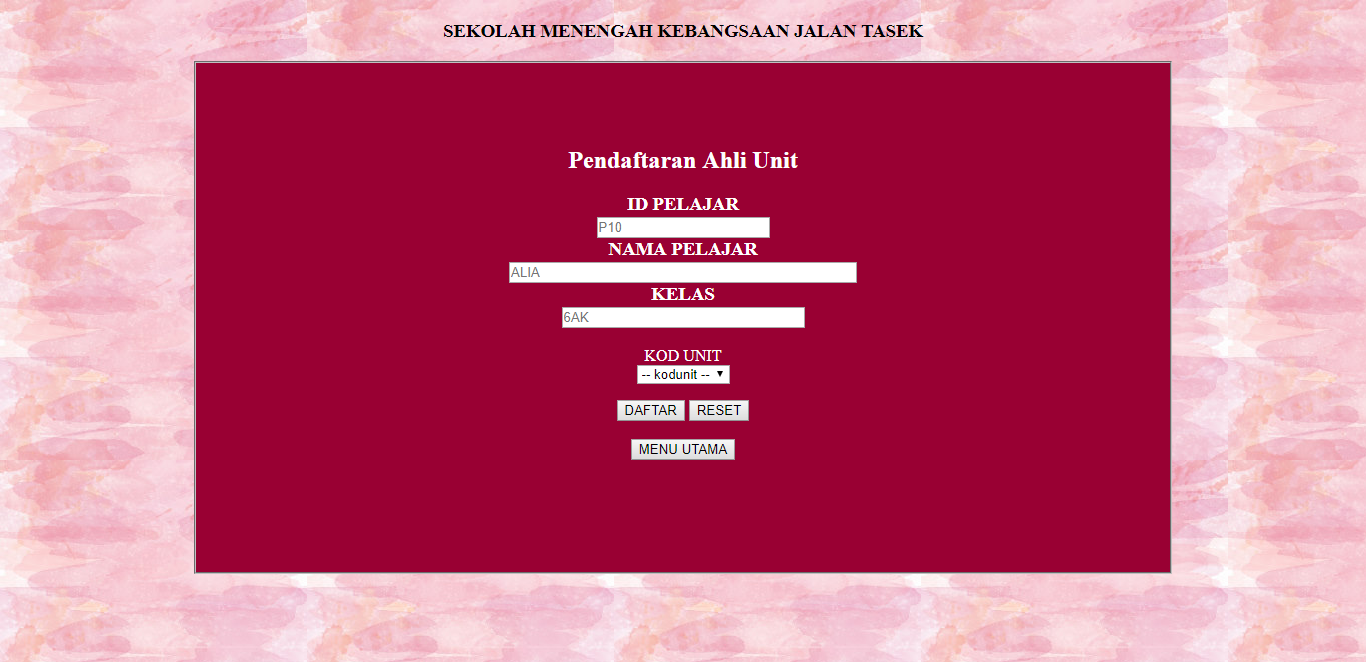 SEKOLAH MENENGAH KEBANGSAAN JALAN TASEK
Pendaftaran Ahli Unit
ID PELAJAR
P10
NAMA PELAJAR
ALIA
KELAS
6AK
KOD UNIT
-- kodunit --
DAFTAR RESET
MENU UTAMA